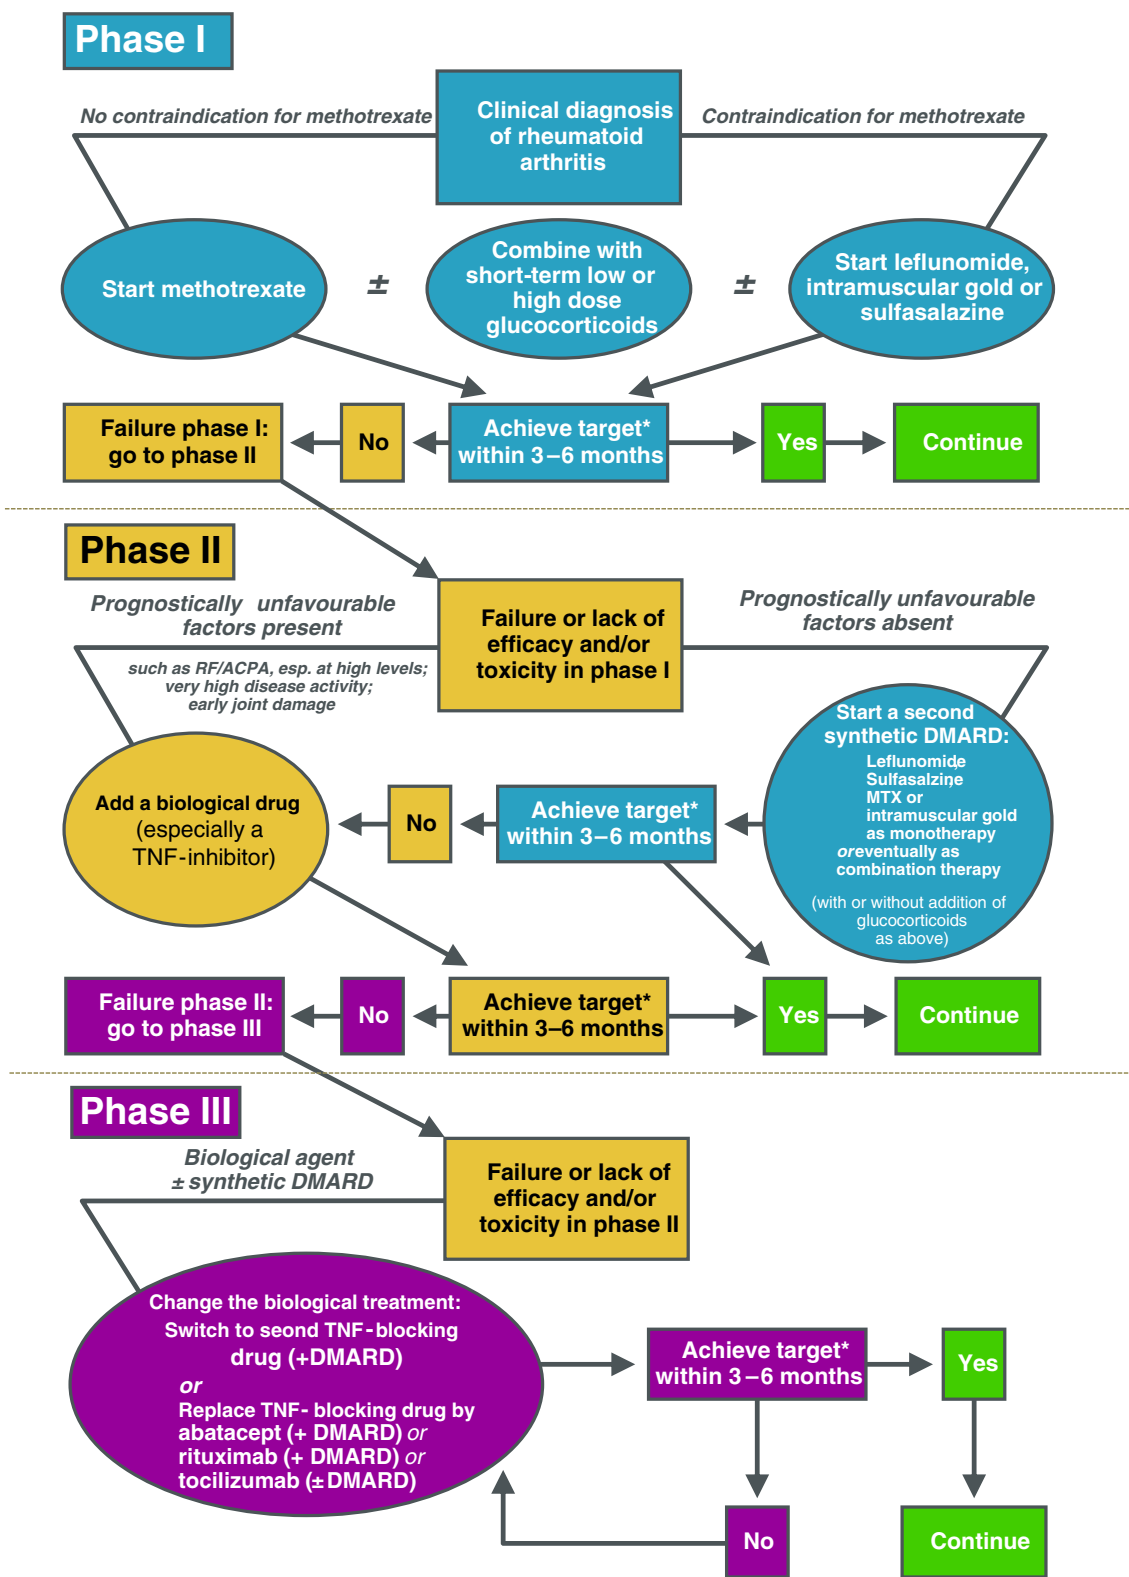 Phase I
No contraindication for methotrexate
Clinical diagnosis
of rheumatoid
arthritis
Contraindication for methotrexate
Start methotrexate
±
Combine with
short-term low or
high dose
glucocorticoids
±
Start leflunomide,
intramuscular gold or
sulfasalazine
Failure phase I:
go to phase II
No
Achieve target*
within 3–6 months
Yes
Continue
Phase II
Prognostically unfavourable
factors present
such as RF/ACPA, esp. at high levels;
very high disease activity;
early joint damage
Failure or lack of
efficacy and/or
toxicity in phase I
Prognostically unfavourable
factors absent
Start a second
synthetic DMARD:
Leflunomide,
Sulfasalzine,
MTX or
intramuscular gold
as monotherapy
or eventually as
combination therapy
(with or without addition of
glucocorticoids
as above)
Add a biological drug
(especially a
TNF-inhibitor)
No
Achieve target*
within 3–6 months
Failure phase II:
go to phase III
No
Achieve target*
within 3–6 months
Yes
Continue
Phase III
Biological agent
± synthetic DMARD
Failure or lack of
efficacy and/or
toxicity in phase II
Change the biological treatment:
Switch to seond TNF-blocking
drug (+DMARD)
or
Replace TNF- blocking drug by
abatacept (+ DMARD) or
rituximab (+ DMARD) or
tocilizumab (± DMARD)
Achieve target*
within 3–6 months
Yes
No
Continue